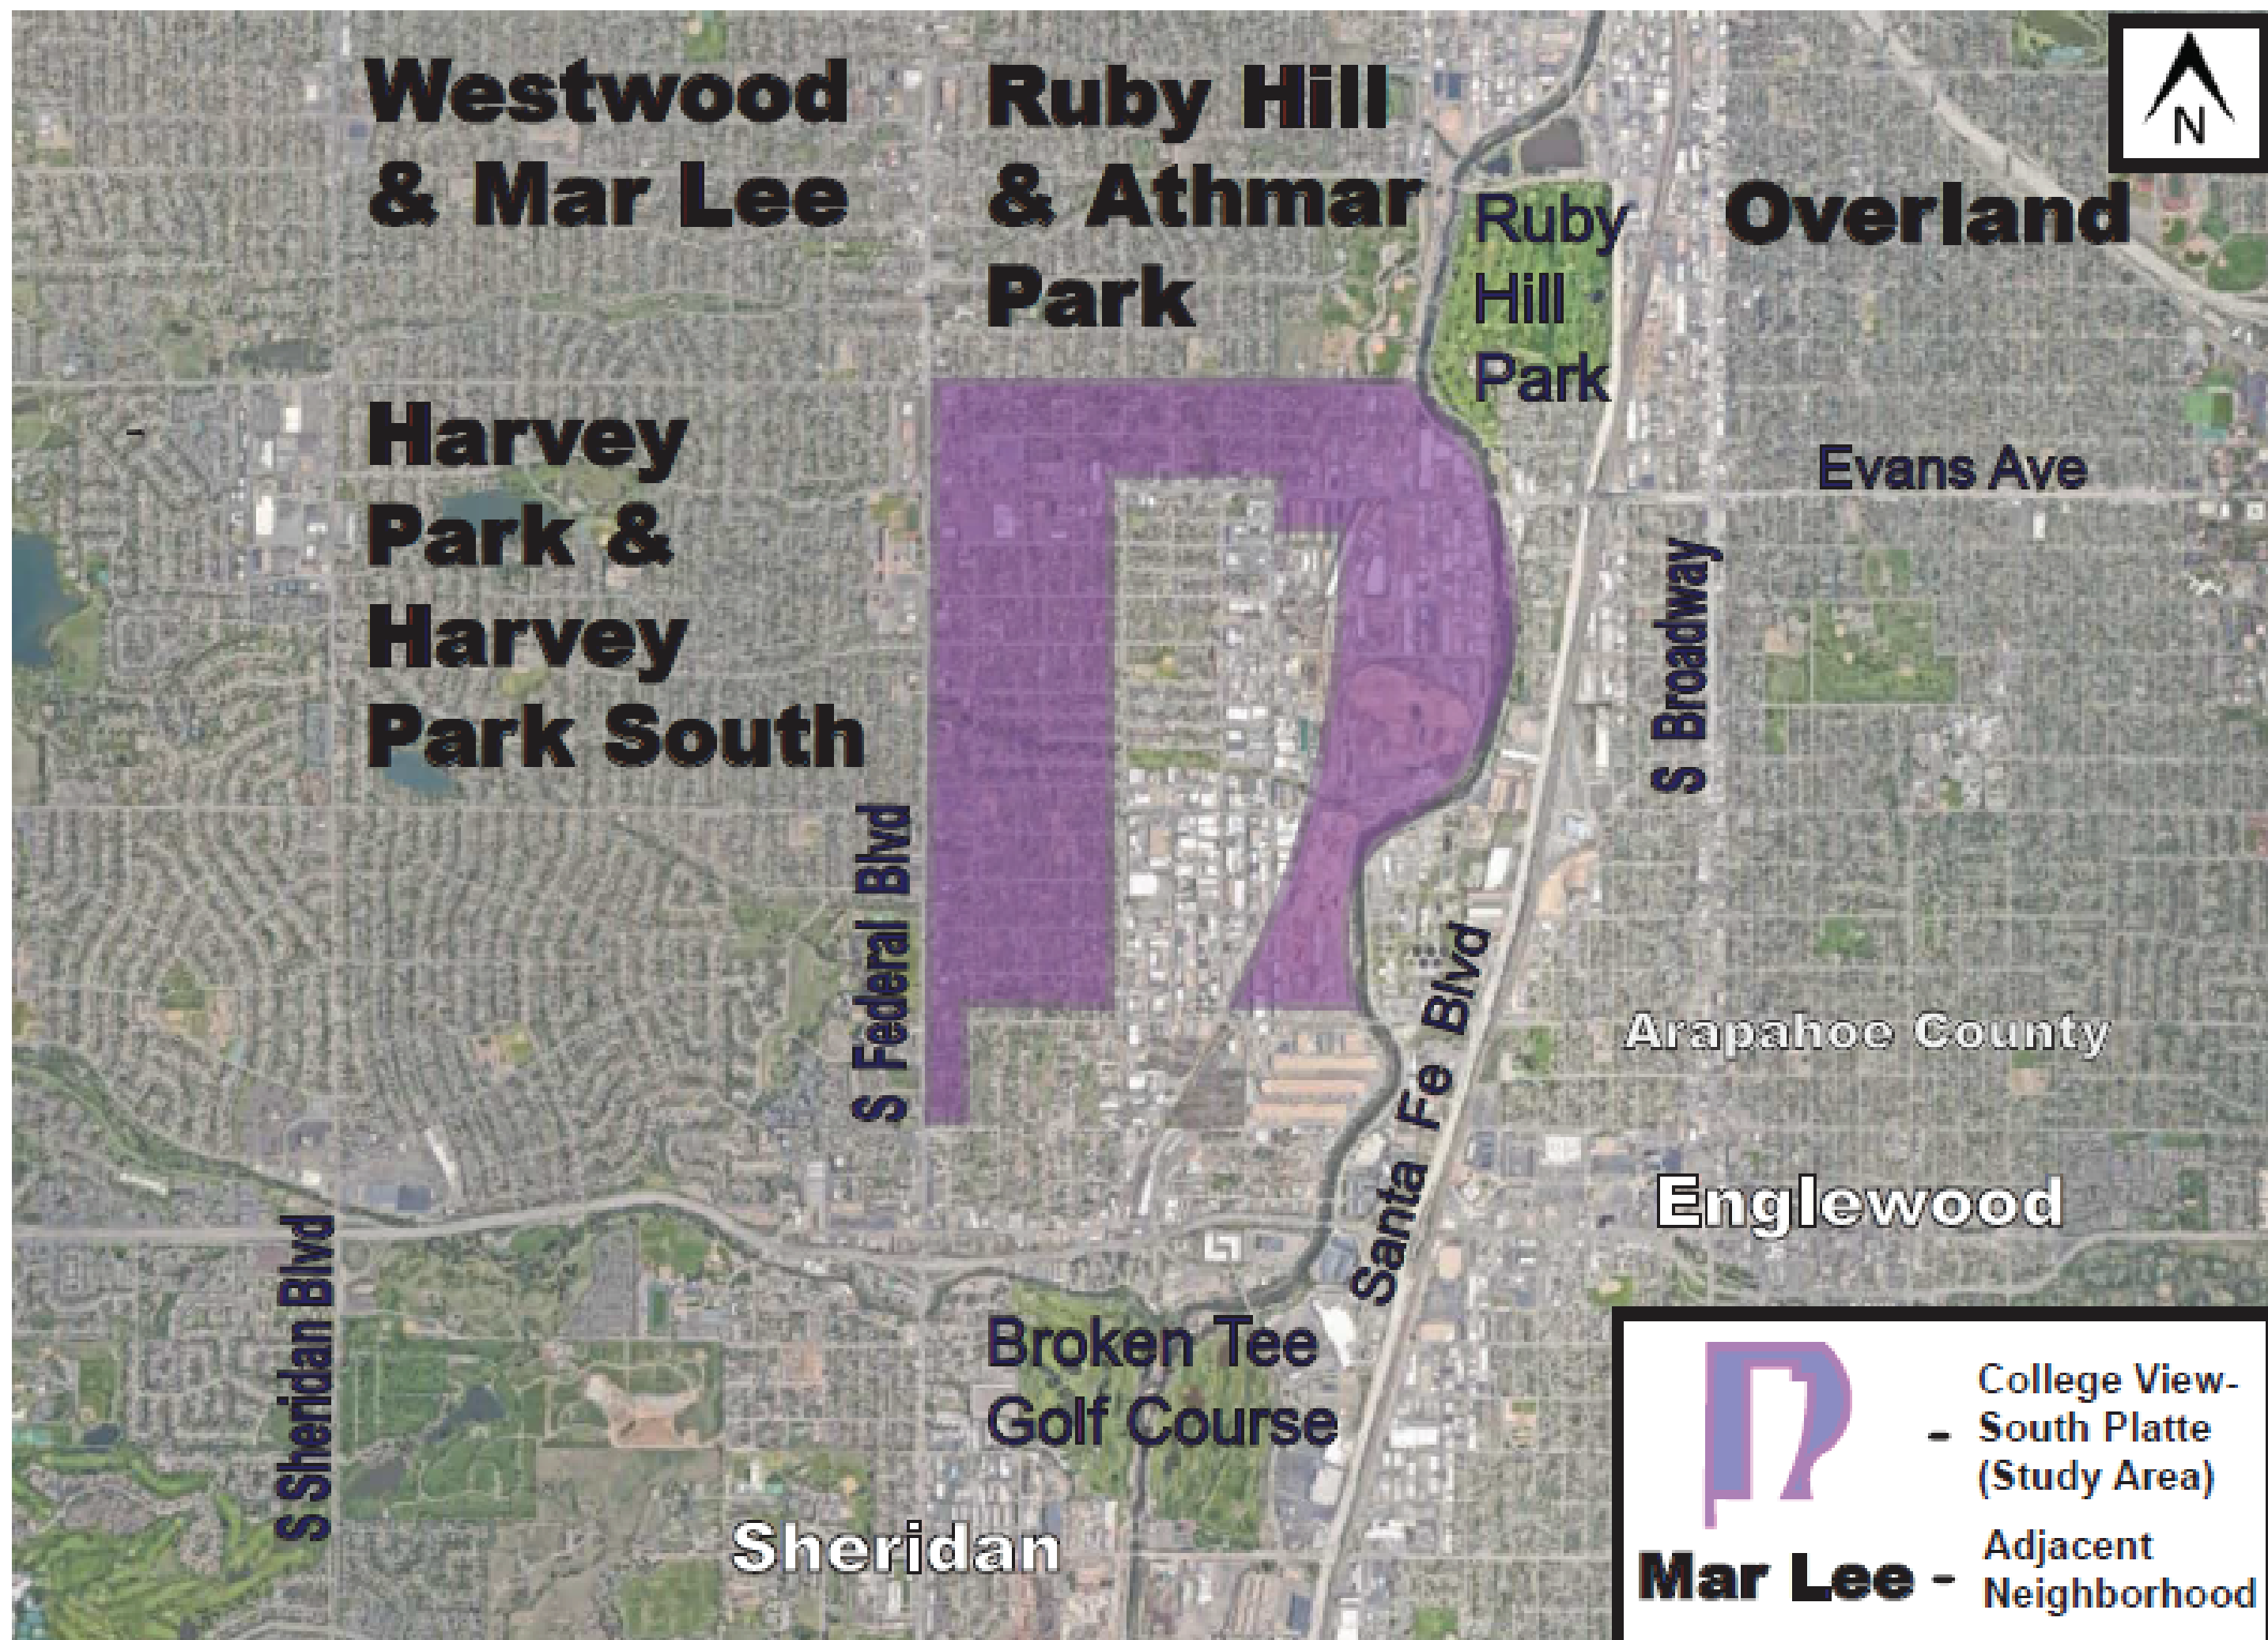 Westwood
& Mar Lee
Ruby Hill
& Athmar
Park
Ruby
Hill
Park
Overland
N
Harvey
Park &
Harvey
Park South
Evans Ave
S Broadway
S Federal Blvd
Santa Fe Blvd
Arapahoe County
Englewood
S Sheridan Blvd
Broken Tee
Golf Course
Sheridan
- College View-
South Platte
(Study Area)
Mar Lee - Adjacent
Neighborhood